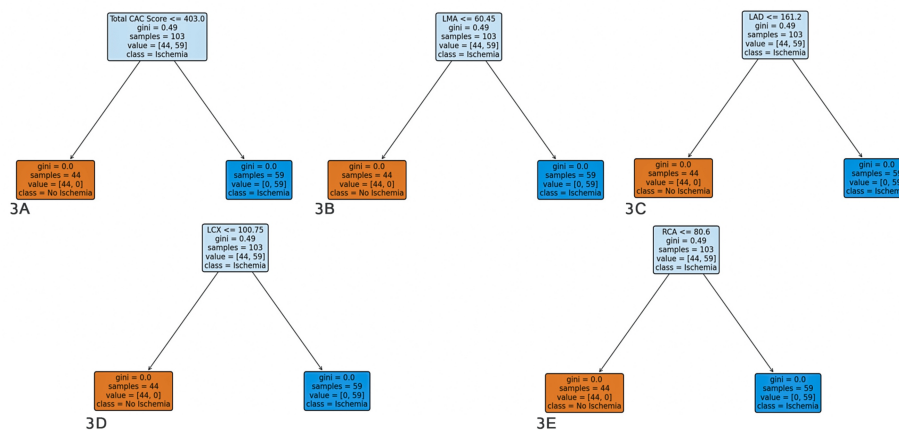 Total CAC Score <= 403.0
gini = 0.49
samples = 103
value = [44, 59]
class = Ischemia
gini = 0.0
samples = 44
value = [44, 0]
class = No Ischemia
gini = 0.0
samples = 59
value = [0, 59]
class = Ischemia
3A
LMA <= 60.45
gini = 0.49
samples = 103
value = [44, 59]
class = Ischemia
gini = 0.0
samples = 44
value = [44, 0]
class = No Ischemia
gini = 0.0
samples = 59
value = [0, 59]
class = Ischemia
3B
LAD <= 161.2
gini = 0.49
samples = 103
value = [44, 59]
class = Ischemia
gini = 0.0
samples = 44
value = [44, 0]
class = No Ischemia
gini = 0.0
samples = 59
value = [0, 59]
class = Ischemia
3C
LCX <= 100.75
gini = 0.49
samples = 103
value = [44, 59]
class = Ischemia
gini = 0.0
samples = 44
value = [44, 0]
class = No Ischemia
gini = 0.0
samples = 59
value = [0, 59]
class = Ischemia
3D
RCA <= 80.6
gini = 0.49
samples = 103
value = [44, 59]
class = Ischemia
gini = 0.0
samples = 44
value = [44, 0]
class = No Ischemia
gini = 0.0
samples = 59
value = [0, 59]
class = Ischemia
3E